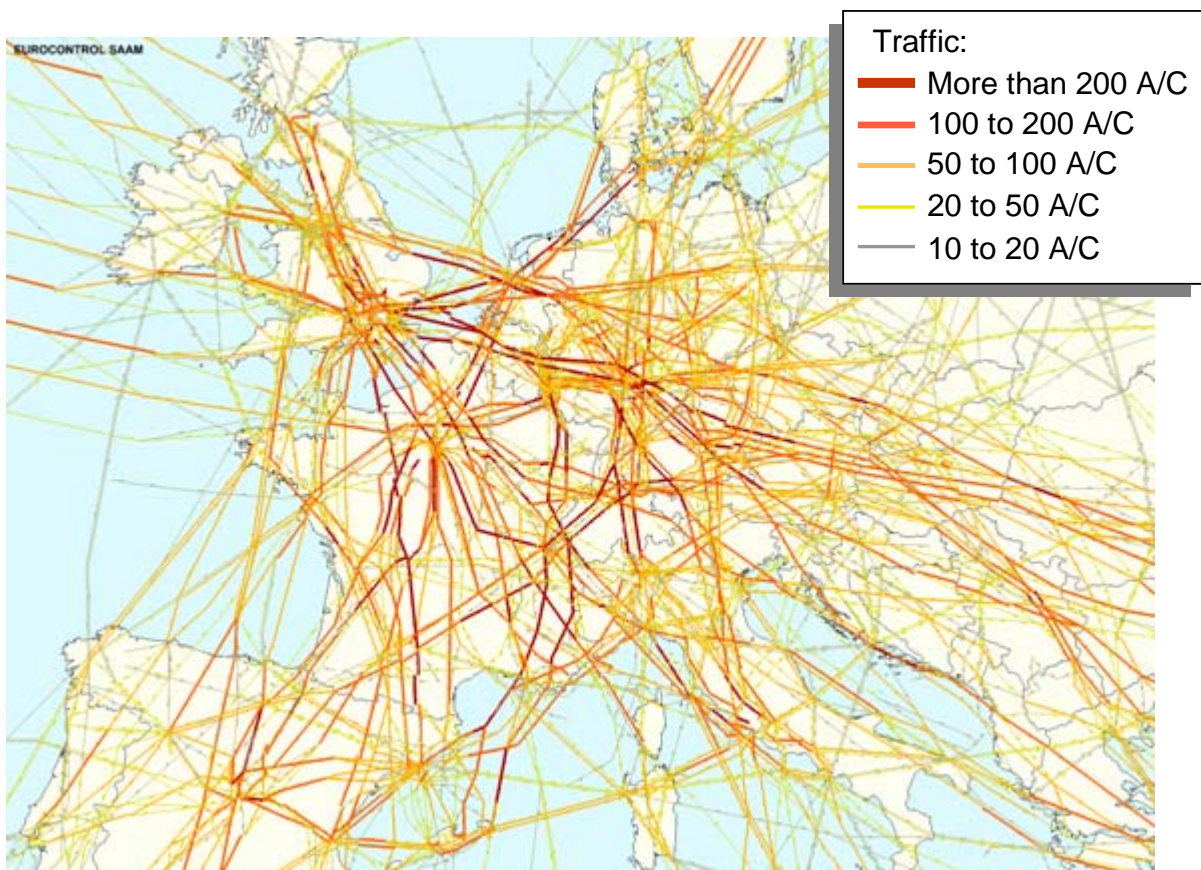 EUROCONTROL SAAM
Traffic:
More than 200 A/C
100 to 200 A/C
50 to 100 A/C
20 to 50 A/C
10 to 20 A/C